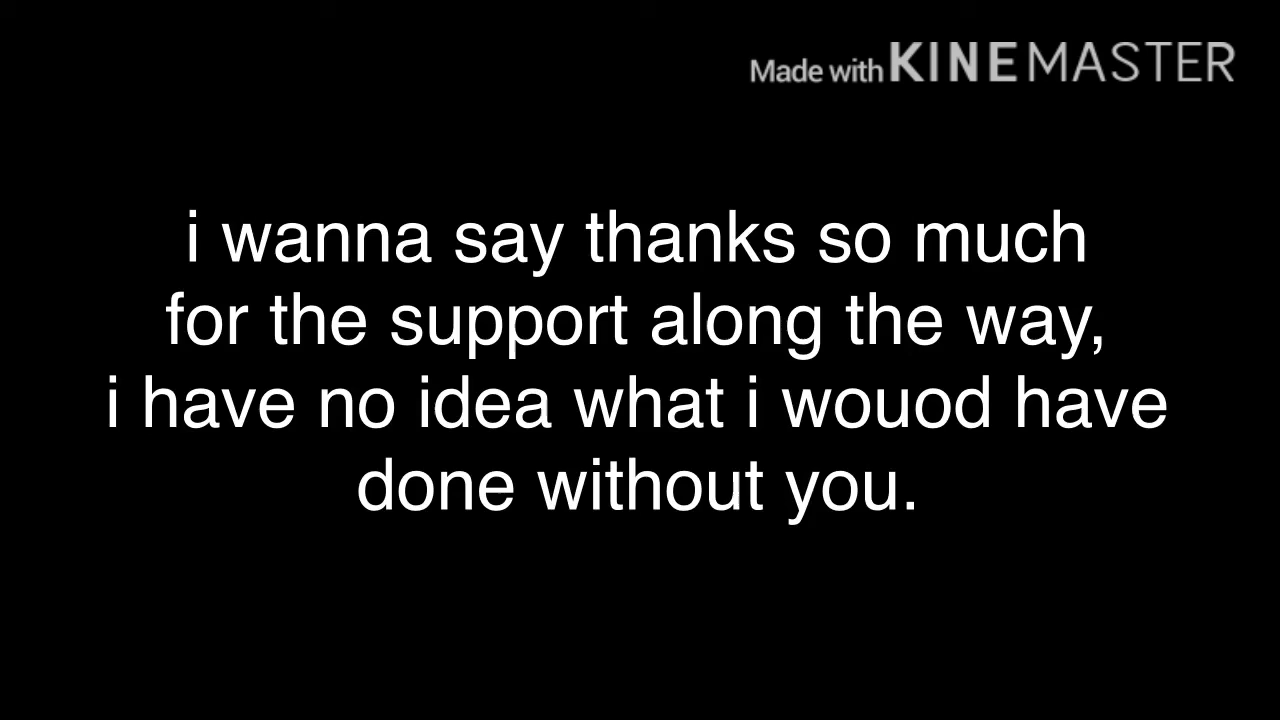 Made with KINEMASTER
i wanna say thanks so much
for the support along the way,
i have no idea what i wouod have
done without you.